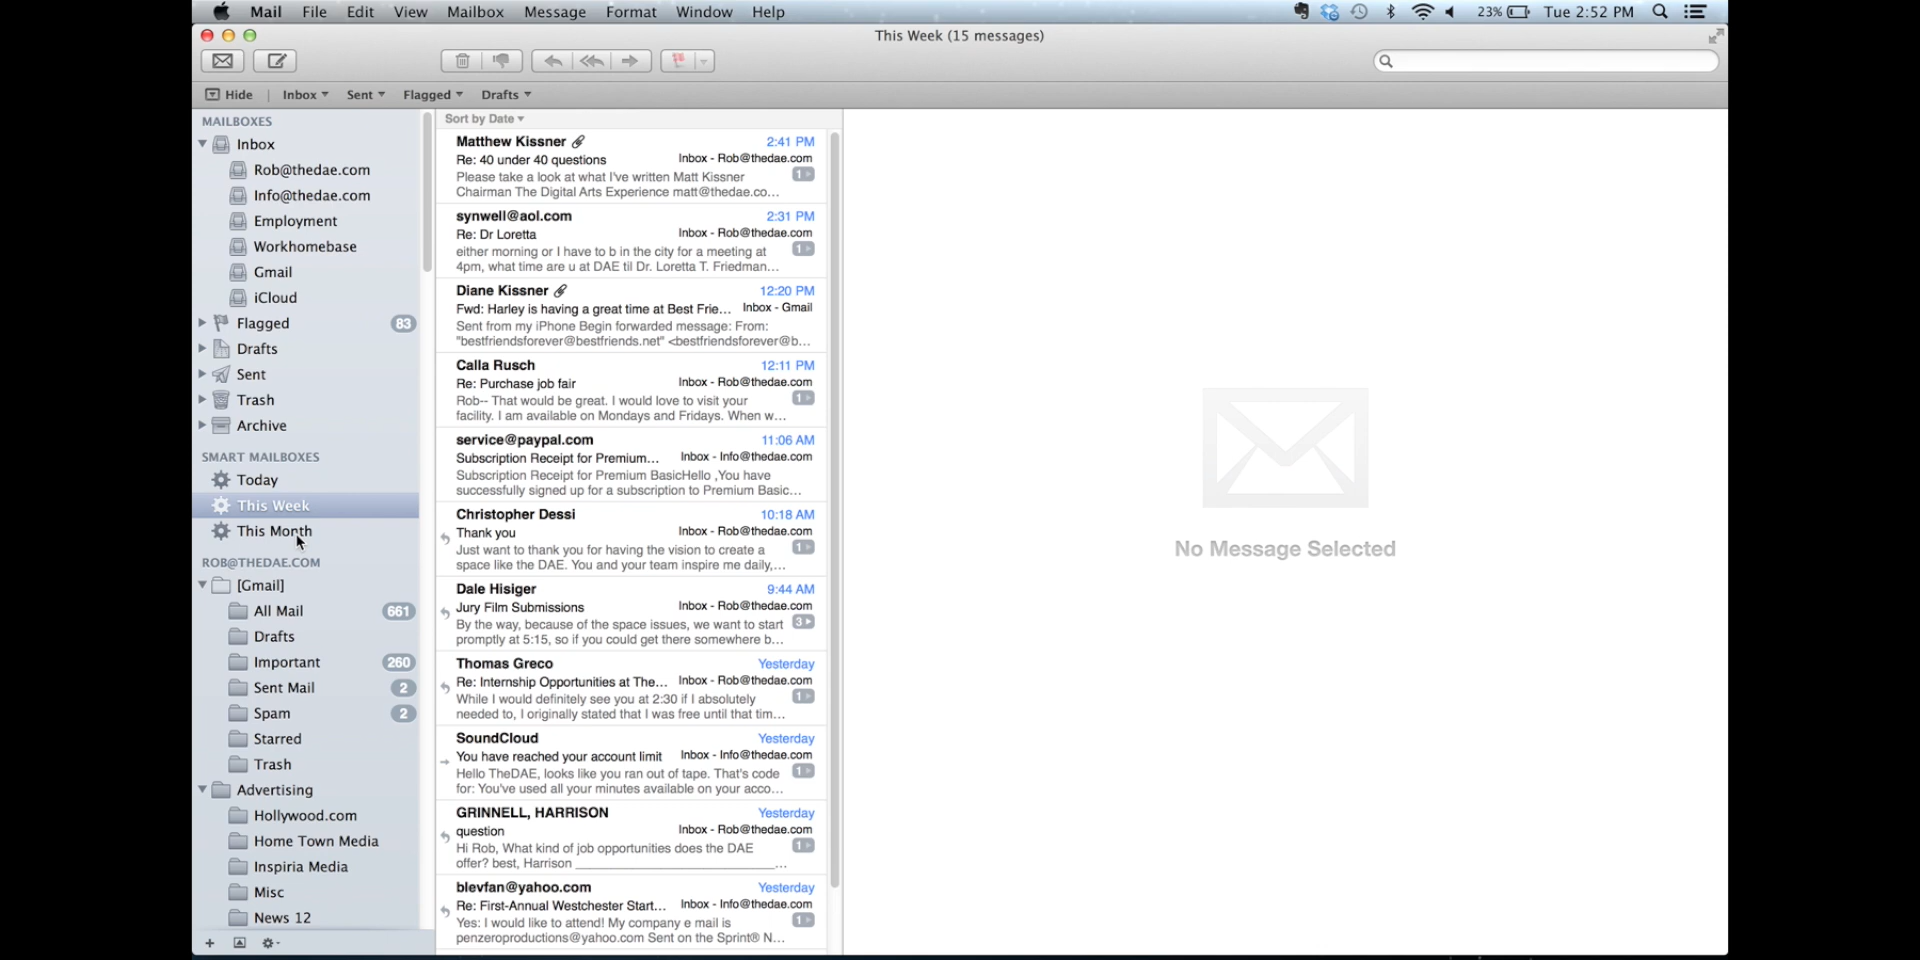 Mail File Edit View Mailbox Message Format Window Help 23% Tue 2:52 PM
This Week (15 messages)
Hide Inbox Sent Flagged Drafts
MAILBOXES
Inbox
Rob@thedae.com
Info@thedae.com
Employment
Workhomebase
Gmail
iCloud
Flagged 83
Drafts
Sent
Trash
Archive
SMART MAILBOXES
Today
This Week
This Month
ROB@THEDAE.COM
[Gmail]
All Mail 661
Drafts
Important 260
Sent Mail 2
Spam 2
Starred
Trash
Advertising
Hollywood.com
Home Town Media
Inspiria Media
Misc
News 12
Sort by Date
Matthew Kissner 2:41 PM
Re: 40 under 40 questions Inbox - Rob@thedae.com
Please take a look at what I've written Matt Kissner 1
Chairman The Digital Arts Experience matt@thedae.co...
synwell@aol.com 2:31 PM
Re: Dr Loretta Inbox - Rob@thedae.com
either morning or I have to b in the city for a meeting at 1
4pm, what time are u at DAE til Dr. Loretta T. Friedman...
Diane Kissner 12:20 PM
Fwd: Harley is having a great time at Best Frie... Inbox - Gmail
Sent from my iPhone Begin forwarded message: From:
"bestfriendsforever@bestfriends.net" <bestfriendsforever@b...
Calla Rusch 12:11 PM
Re: Purchase job fair Inbox - Rob@thedae.com
Rob-- That would be great. I would love to visit your 1
facility. I am available on Mondays and Fridays. When w...
service@paypal.com 11:06 AM
Subscription Receipt for Premium... Inbox - Info@thedae.com
Subscription Receipt for Premium BasicHello ,You have
successfully signed up for a subscription to Premium Basic...
Christopher Dessi 10:18 AM
Thank you Inbox - Rob@thedae.com
Just want to thank you for having the vision to create a 1
space like the DAE. You and your team inspire me daily,...
Dale Hisiger 9:44 AM
Jury Film Submissions Inbox - Rob@thedae.com
By the way, because of the space issues, we want to start 3
promptly at 5:15, so if you could get there somewhere b...
Thomas Greco Yesterday
Re: Internship Opportunities at The... Inbox - Rob@thedae.com
While I would definitely see you at 2:30 if I absolutely 1
needed to, I originally stated that I was free until that tim...
SoundCloud Yesterday
You have reached your account limit Inbox - Info@thedae.com
Hello TheDAE, looks like you ran out of tape. That's code 1
for: You've used all your minutes available on your acco...
GRINNELL, HARRISON Yesterday
question Inbox - Rob@thedae.com
Hi Rob, What kind of job opportunities does the DAE 1
offer? best, Harrison ______________________________...
blevfan@yahoo.com Yesterday
Re: First-Annual Westchester Start... Inbox - Info@thedae.com
Yes: I would like to attend! My company e mail is 1
penzeroproductions@yahoo.com Sent on the Sprint® N...
No Message Selected